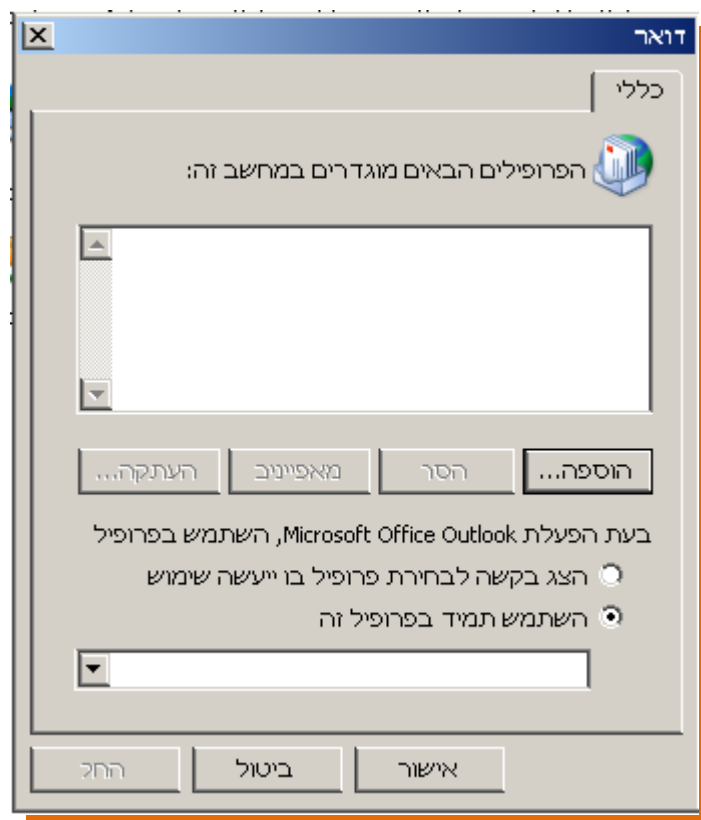 דואר
כללי
הפרופילים הבאים מוגדרים במחשב זה:
הוספה...
הסר
מאפיינים
העתקה...
בעת הפעלת Microsoft Office Outlook, השתמש בפרופיל
הצג בקשה לבחירת פרופיל בו ייעשה שימוש
השתמש תמיד בפרופיל זה
אישור
ביטול
החל